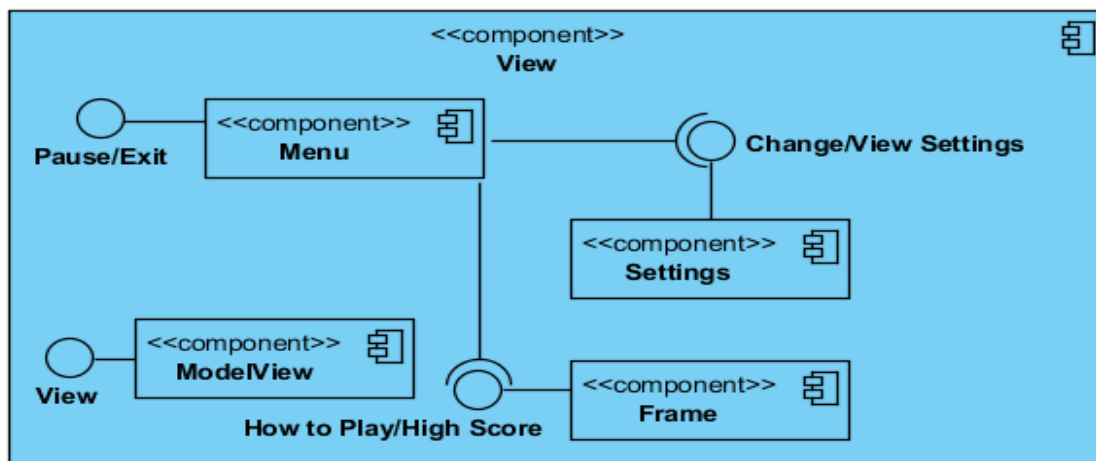 <<component>>
View
<<component>>
Menu
Pause/Exit
Change/View Settings
<<component>>
Settings
<<component>>
ModelView
View
<<component>>
Frame
How to Play/High Score